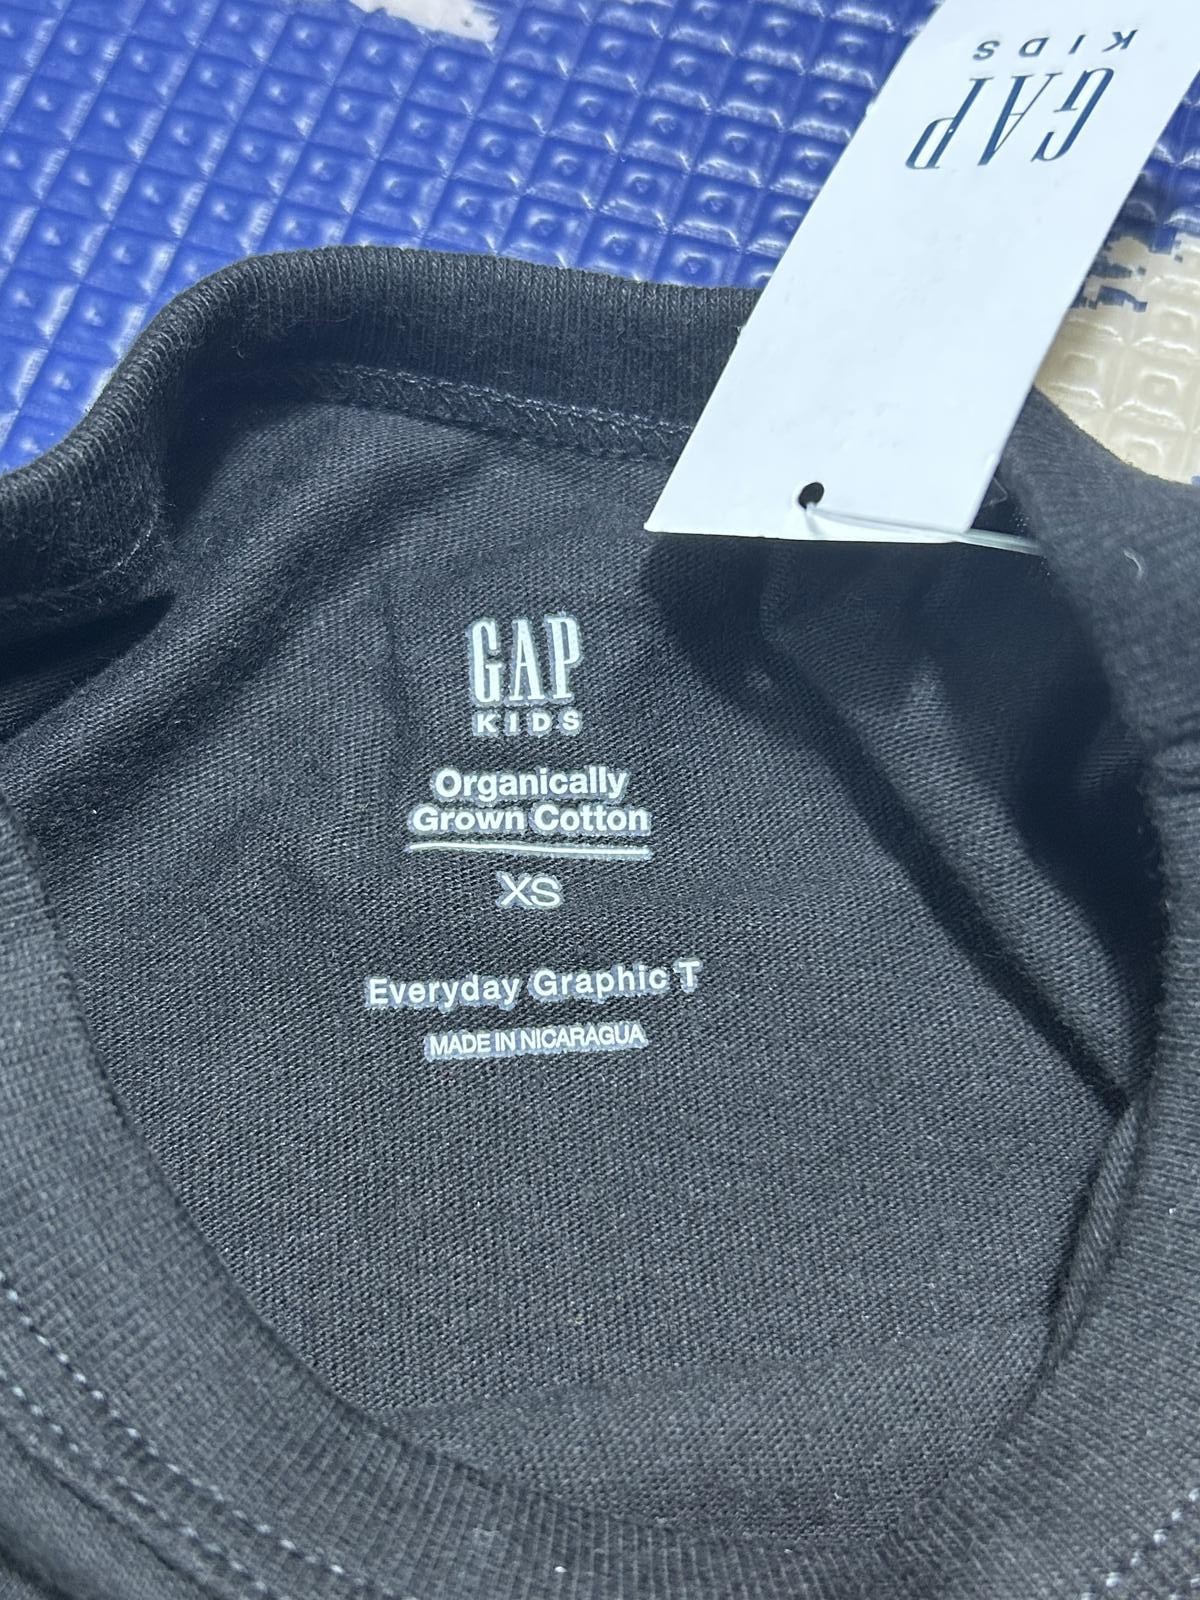 GAP
KIDS
GAP
KIDS
Organically
Grown Cotton
XS
Everyday Graphic T
MADE IN NICARAGUA